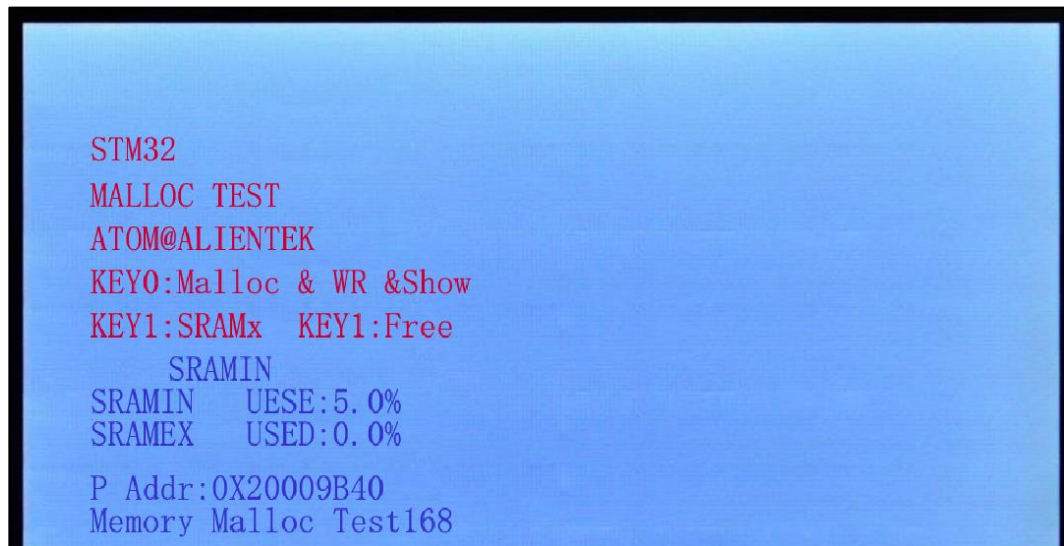 STM32
MALLOC TEST
ATOM@ALIENTEK
KEY0:Malloc & WR &Show
KEY1:SRAMx KEY1:Free
SRAMIN
SRAMIN UESE:5.0%
SRAMEX USED:0.0%
P Addr:0X20009B40
Memory Malloc Test168